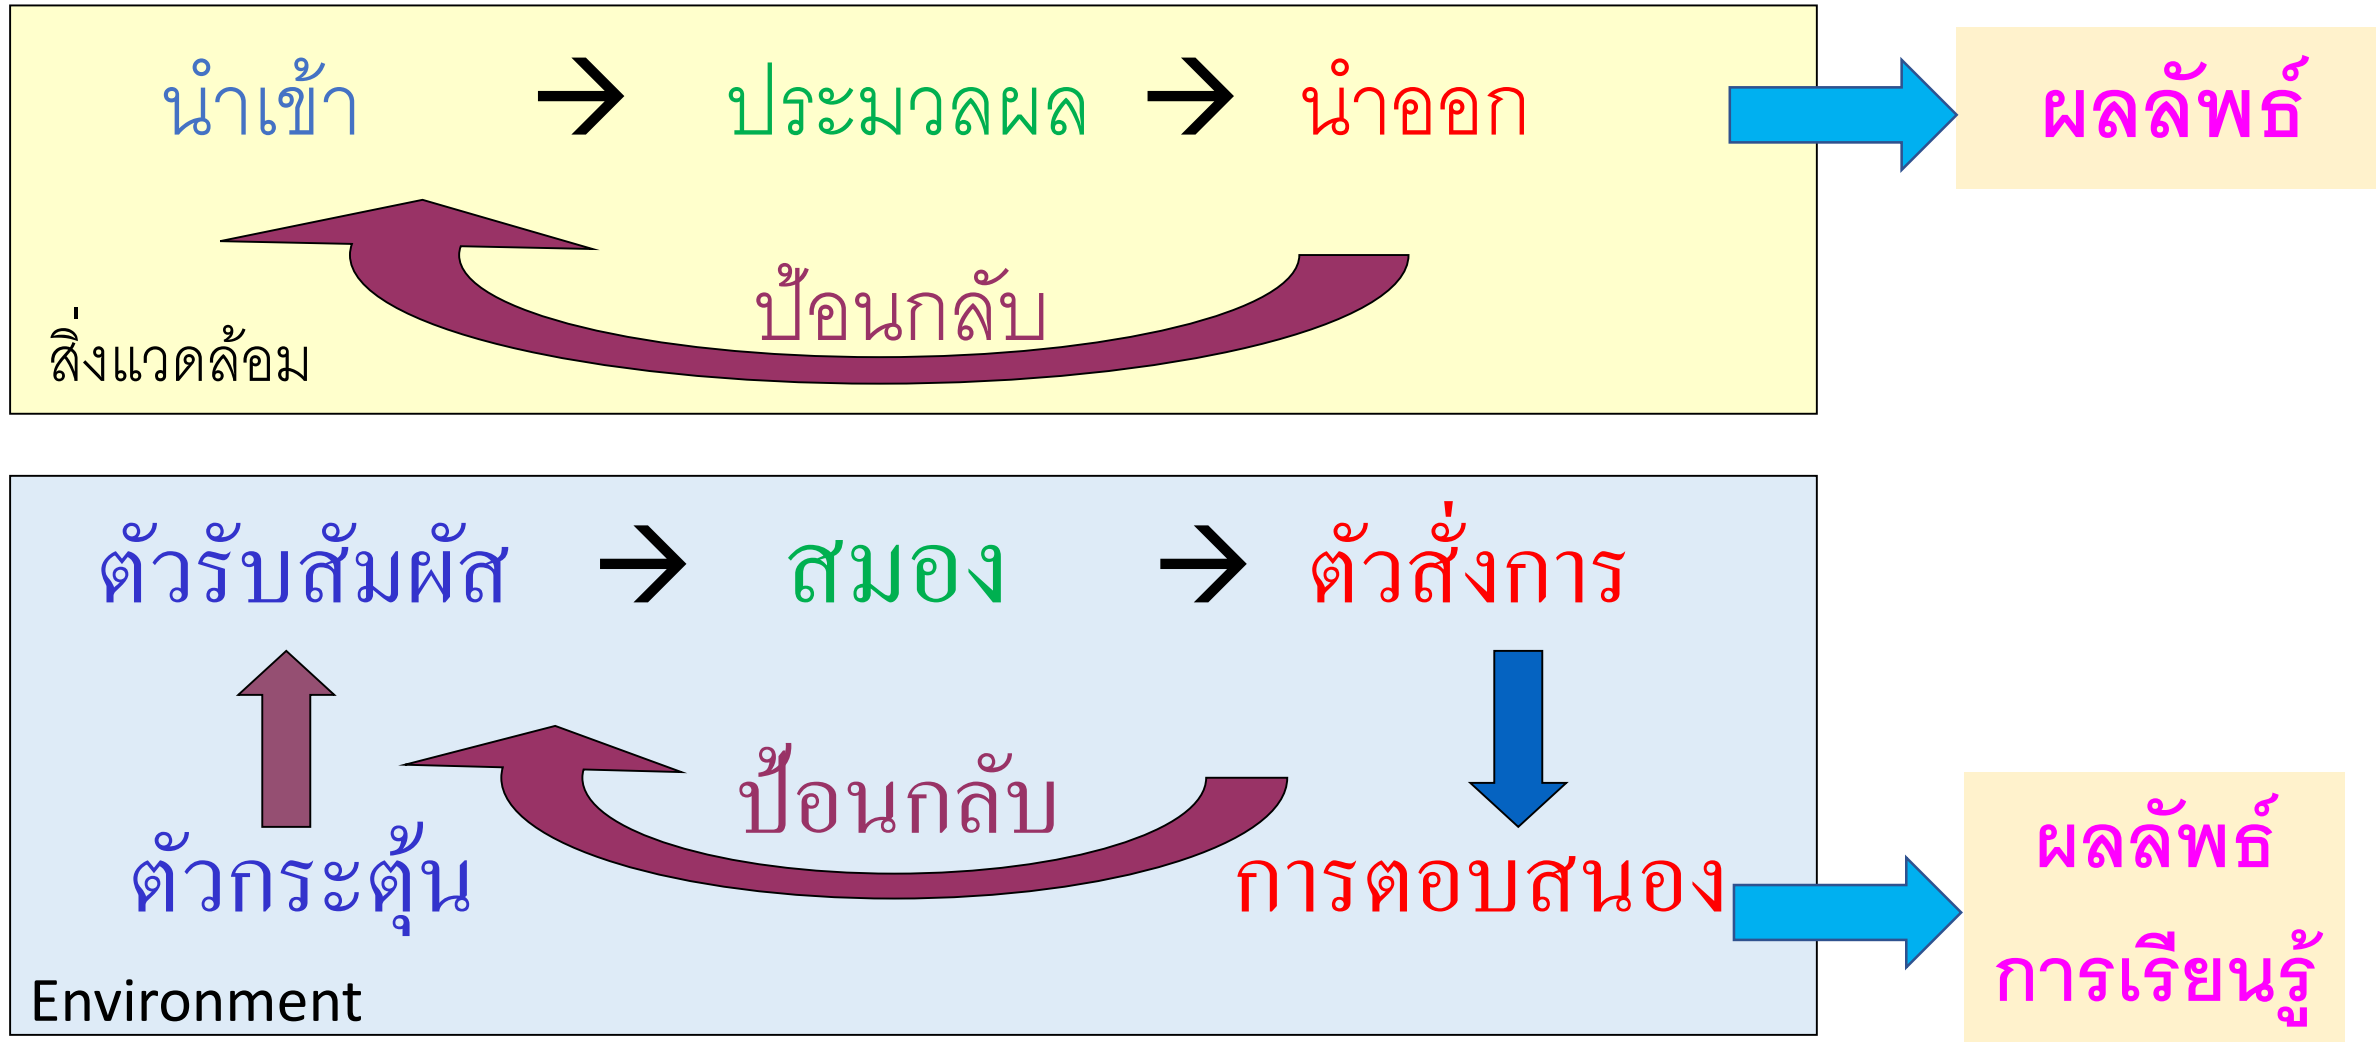 นำเข้า → ประมวลผล → นำออก
ผลลัพธ์
ป้อนกลับ
สิ่งแวดล้อม
ตัวรับสัมผัส → สมอง → ตัวสั่งการ
ป้อนกลับ
ตัวกระตุ้น
การตอบสนอง
ผลลัพธ์
การเรียนรู้
Environment